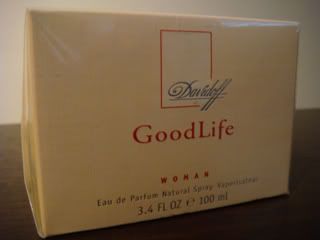 Davidoff
GoodLife
WOMAN
Eau de Parfum Natural Spray Vaporisateur
3.4 FL OZ e 100 ml